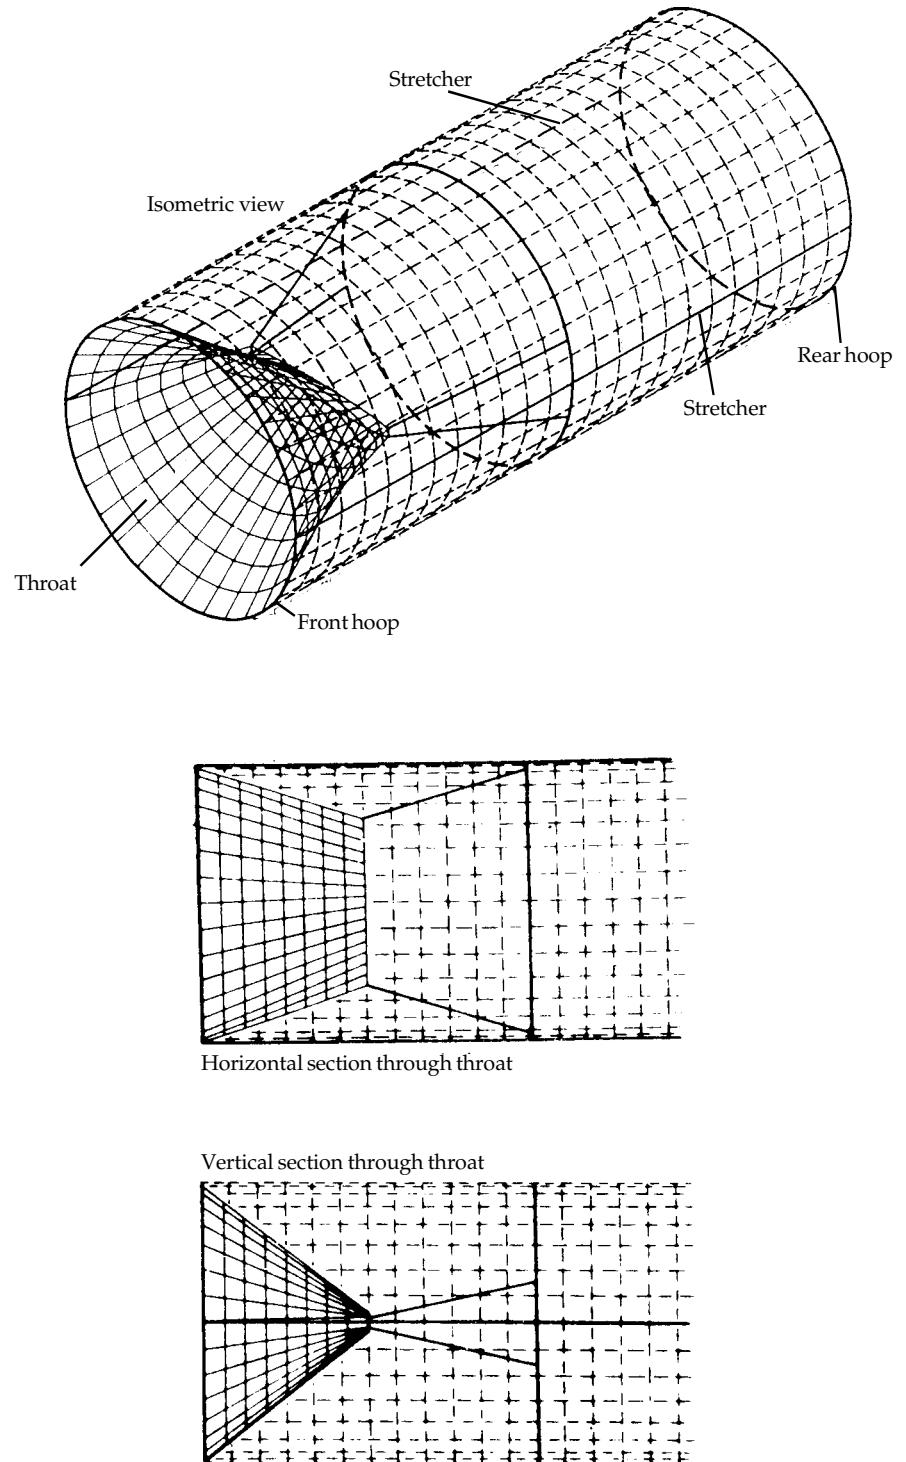 Stretcher
Isometric view
Rear hoop
Stretcher
Throat
Front hoop
Horizontal section through throat
Vertical section through throat